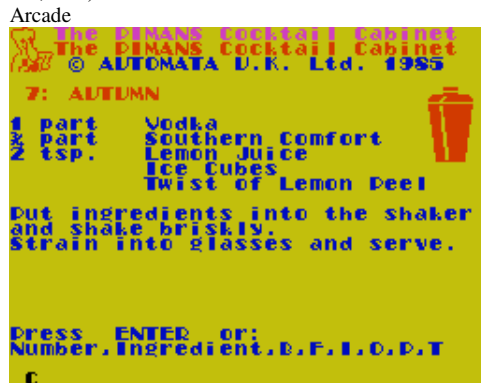 Arcade
The PIMANS Cocktail Cabinet
The PIMANS Cocktail Cabinet
© AUTOMATA U.K. Ltd. 1985
7: AUTUMN
1 part Vodka
¾ part Southern Comfort
2 tsp. Lemon Juice
Ice Cubes
Twist of Lemon Peel
Put ingredients into the shaker
and shake briskly.
Strain into glasses and serve.
Press ENTER or:
Number,Ingredient,B,F,I,O,P,T
C